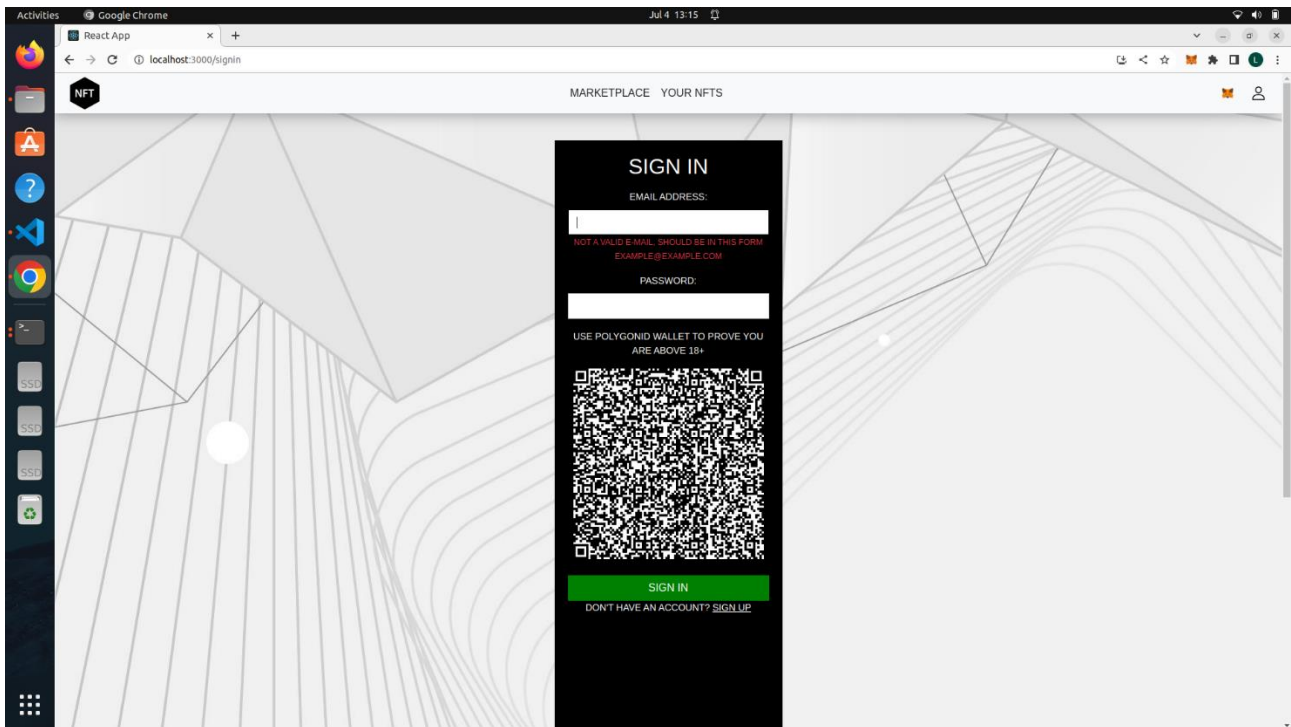 Activities Google Chrome Jul 4 13:15
React App
localhost:3000/signin
L
NFT MARKETPLACE YOUR NFTS
SIGN IN
EMAIL ADDRESS:
NOT A VALID E-MAIL, SHOULD BE IN THIS FORM
EXAMPLE@EXAMPLE.COM
PASSWORD:
USE POLYGONID WALLET TO PROVE YOU
ARE ABOVE 18+
SIGN IN
DON'T HAVE AN ACCOUNT? SIGN UP
SSD
SSD
SSD